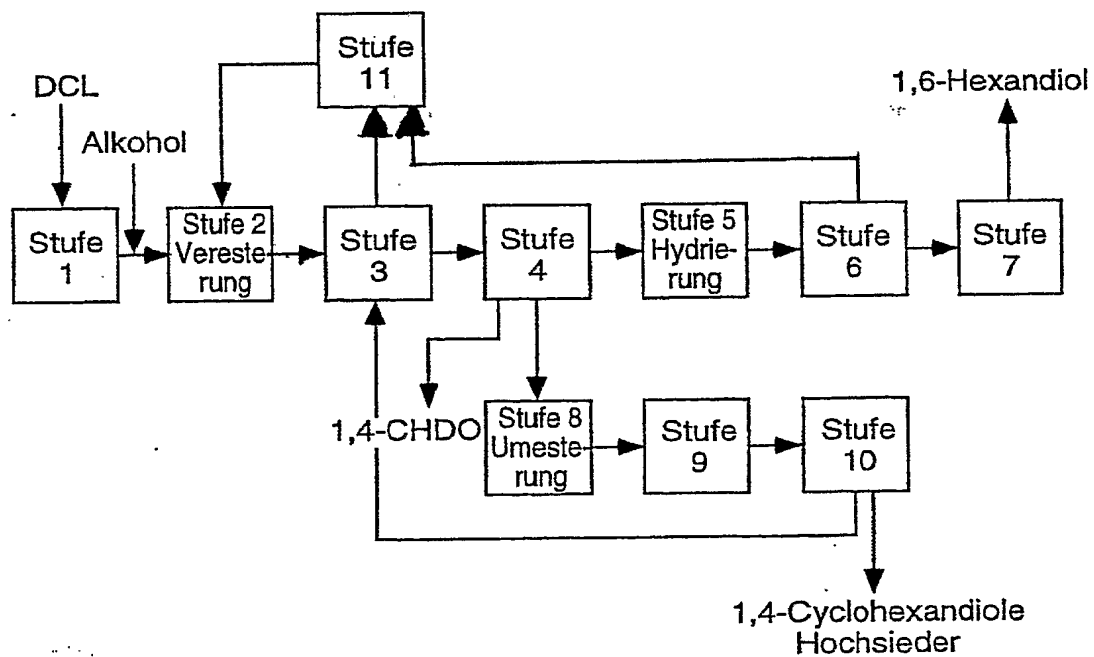 Stufe
11
DCL
1,6-Hexandiol
Alkohol
Stufe
1
Stufe 2
Vereste-
rung
Stufe
3
Stufe
4
Stufe 5
Hydrie-
rung
Stufe
6
Stufe
7
1,4-CHDO
Stufe 8
Umeste-
rung
Stufe
9
Stufe
10
1,4-Cyclohexandiole
Hochsieder